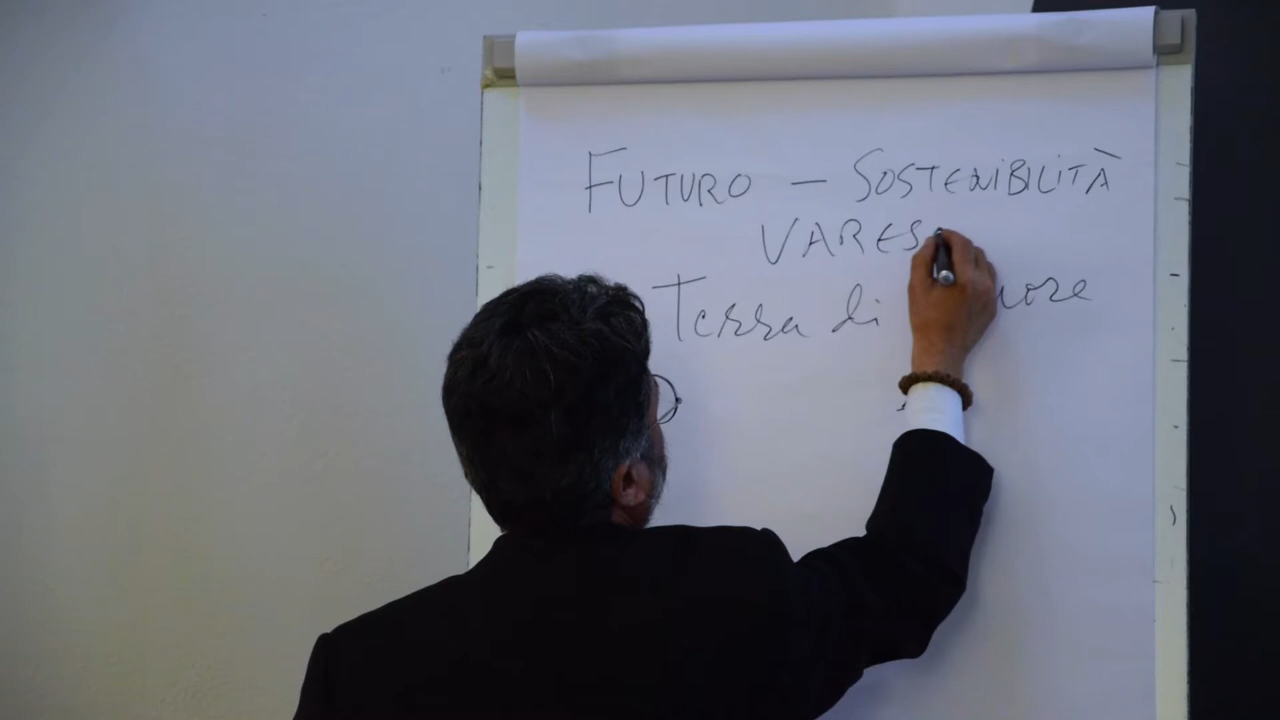 FUTURO - SOSTENIBILITÀ
VARES
Terra di